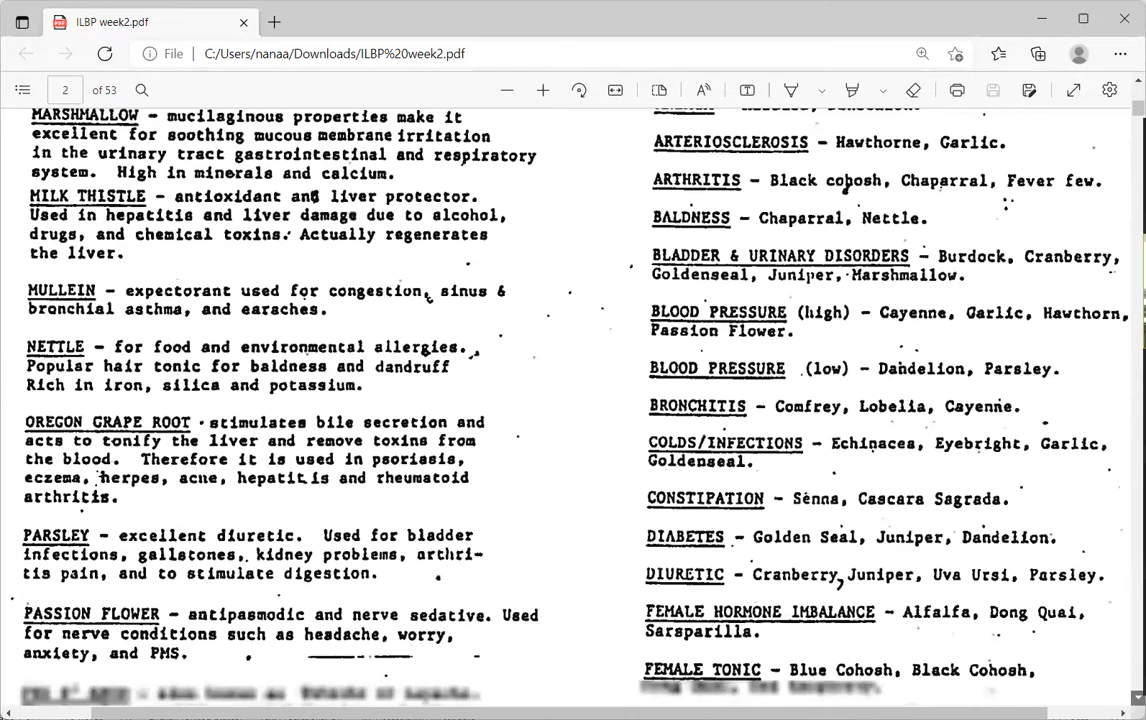 ILBP week2.pdf
File
C:/Users/nanaa/Downloads/ILBP%20week2.pdf
2 of 53
MARSHMALLOW - mucilaginous properties make it
excellent for soothing mucous membrane irritation
in the urinary tract gastrointestinal and respiratory
system. High in minerals and calcium.
MILK THISTLE - antioxidant and liver protector.
Used in hepatitis and liver damage due to alcohol,
drugs, and chemical toxins. Actually regenerates
the liver.
MULLEIN - expectorant used for congestion, sinus &
bronchial asthma, and earaches.
NETTLE - for food and environmental allergies.
Popular hair tonic for baldness and dandruff
Rich in iron, silica and potassium.
OREGON GRAPE ROOT · stimulates bile secretion and
acts to tonify the liver and remove toxins from
the blood. Therefore it is used in psoriasis,
eczema, herpes, acne, hepatitis and rheumatoid
arthritis.
PARSLEY - excellent diuretic. Used for bladder
infections, gallstones, kidney problems, arthri-
tis pain, and to stimulate digestion.
PASSION FLOWER - antipasmodic and nerve sedative. Used
for nerve conditions such as headache, worry,
anxiety, and PMS.
ARTERIOSCLEROSIS - Hawthorne, Garlic.
ARTHRITIS - Black cohosh, Chaparral, Fever few.
BALDNESS - Chaparral, Nettle.
BLADDER & URINARY DISORDERS - Burdock, Cranberry,
Goldenseal, Juniper, Marshmallow.
BLOOD PRESSURE (high) - Cayenne, Garlic, Hawthorn,
Passion Flower.
BLOOD PRESSURE (low) - Dandelion, Parsley.
BRONCHITIS - Comfrey, Lobelia, Cayenne.
COLDS/INFECTIONS - Echinacea, Eyebright, Garlic,
Goldenseal.
CONSTIPATION - Senna, Cascara Sagrada.
DIABETES - Golden Seal, Juniper, Dandelion.
DIURETIC - Cranberry, Juniper, Uva Ursi, Parsley.
FEMALE HORMONE IMBALANCE - Alfalfa, Dong Quai,
Sarsparilla.
FEMALE TONIC - Blue Cohosh, Black Cohosh,